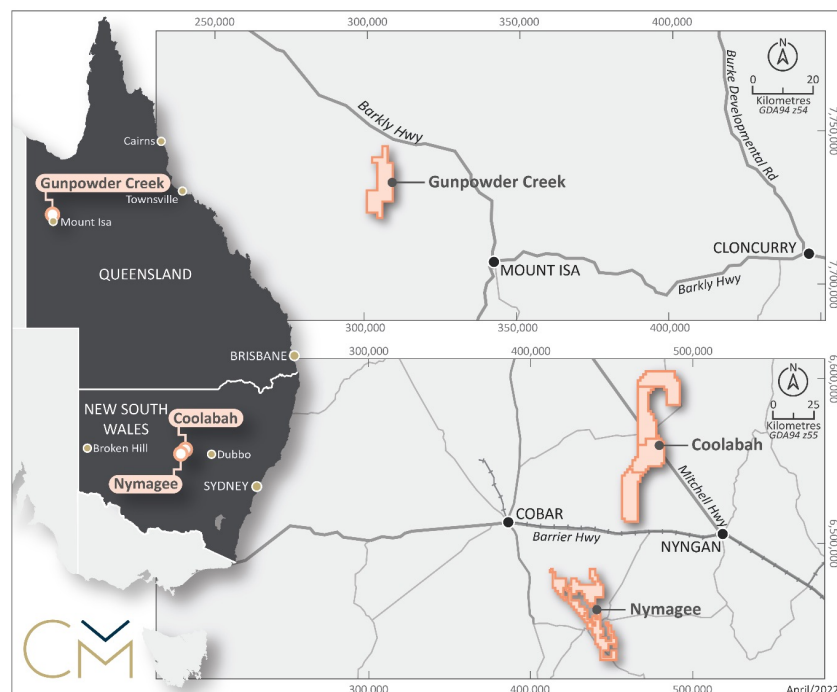 250,000
300,000
350,000
400,000
N
0 20
Kilometres
GDA94 z54
Barkly Hwy
Burke Developmental Rd
7,750,000
Cairns
Gunpowder Creek
Gunpowder Creek
Townsville
Mount Isa
CLONCURRY
MOUNT ISA
QUEENSLAND
Barkly Hwy
7,700,000
300,000
350,000
400,000
BRISBANE
300,000
400,000
500,000
6,600,000
N
0 25
Kilometres
GDA94 z55
NEW SOUTH
WALES
Coolabah
Coolabah
Broken Hill
Dubbo
Nymagee
SYDNEY
Mitchell Hwy
COBAR
Barrier Hwy
NYNGAN
6,500,000
Nymagee
CM
300,000
400,000
500,000